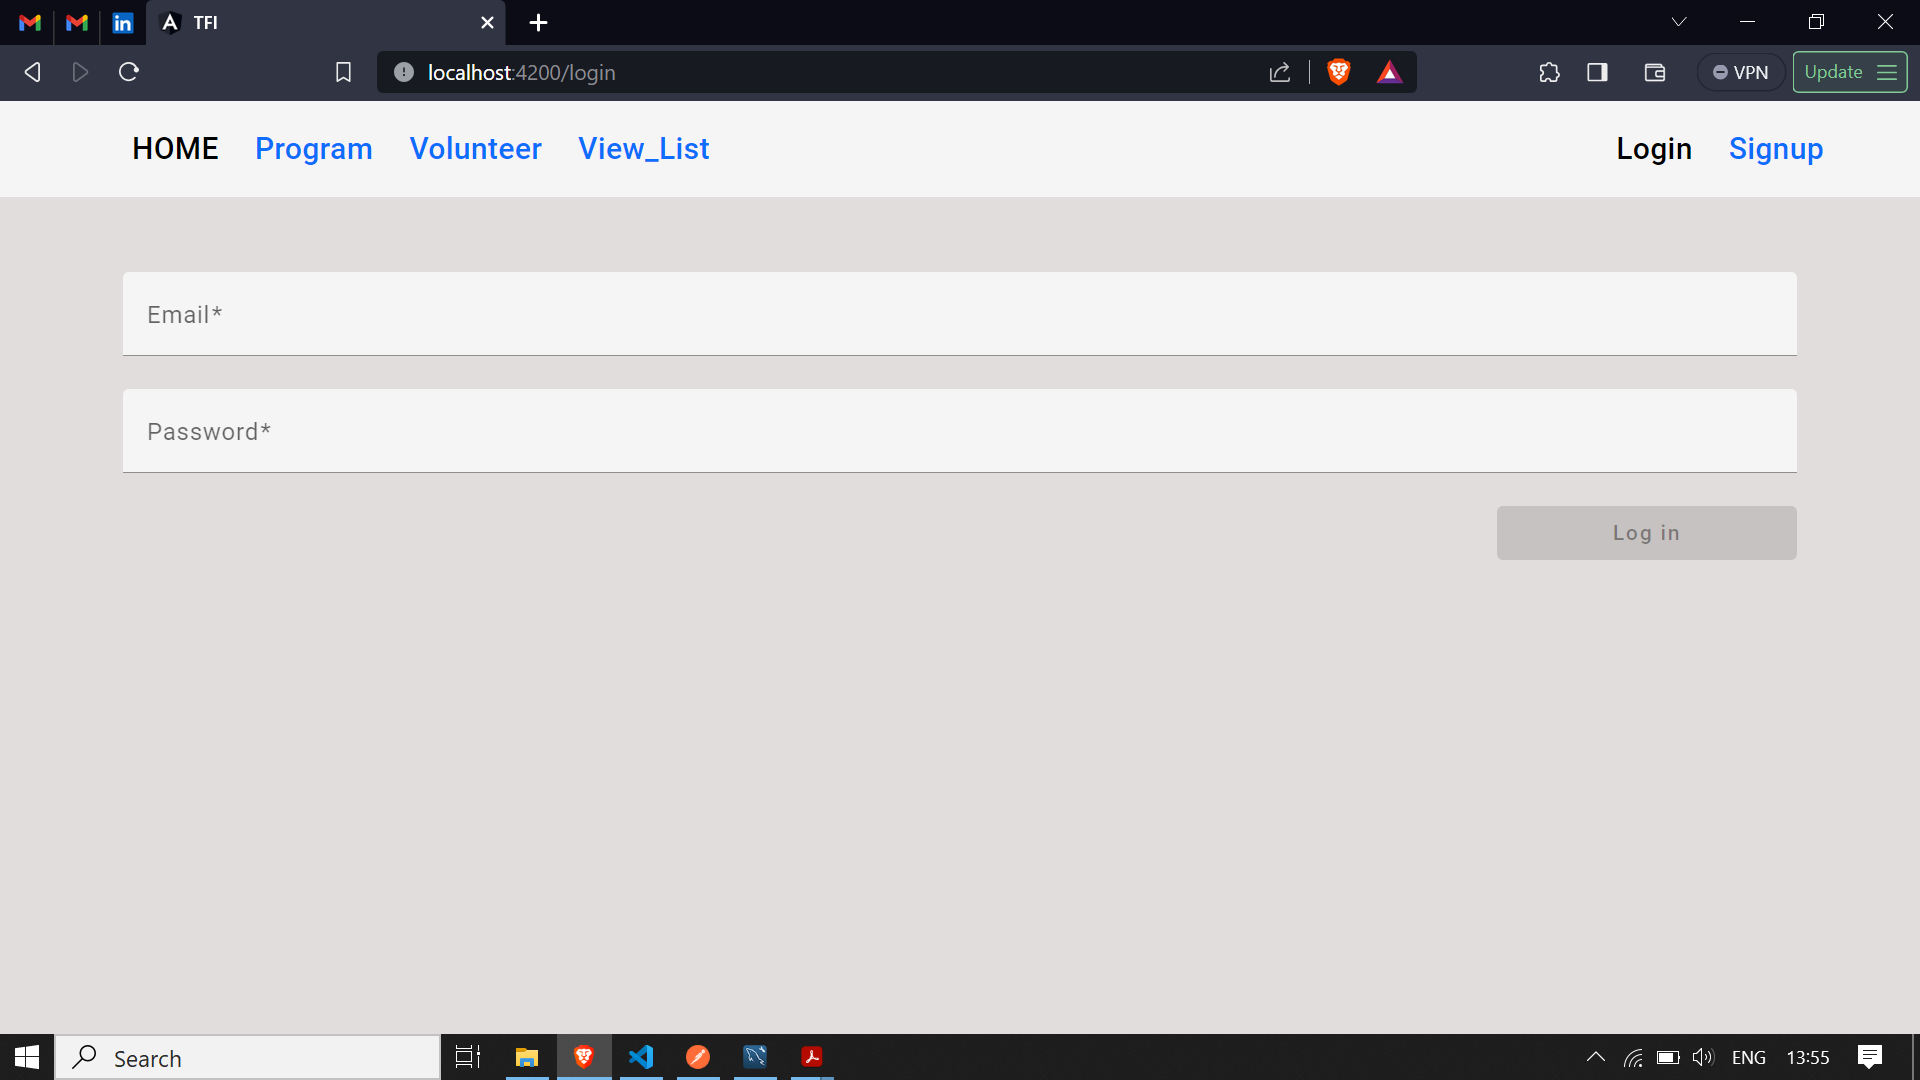 TFI
localhost:4200/login
VPN
Update
HOME Program Volunteer View_List Login Signup
Email*
Password*
Log in
Search
ENG 13:55